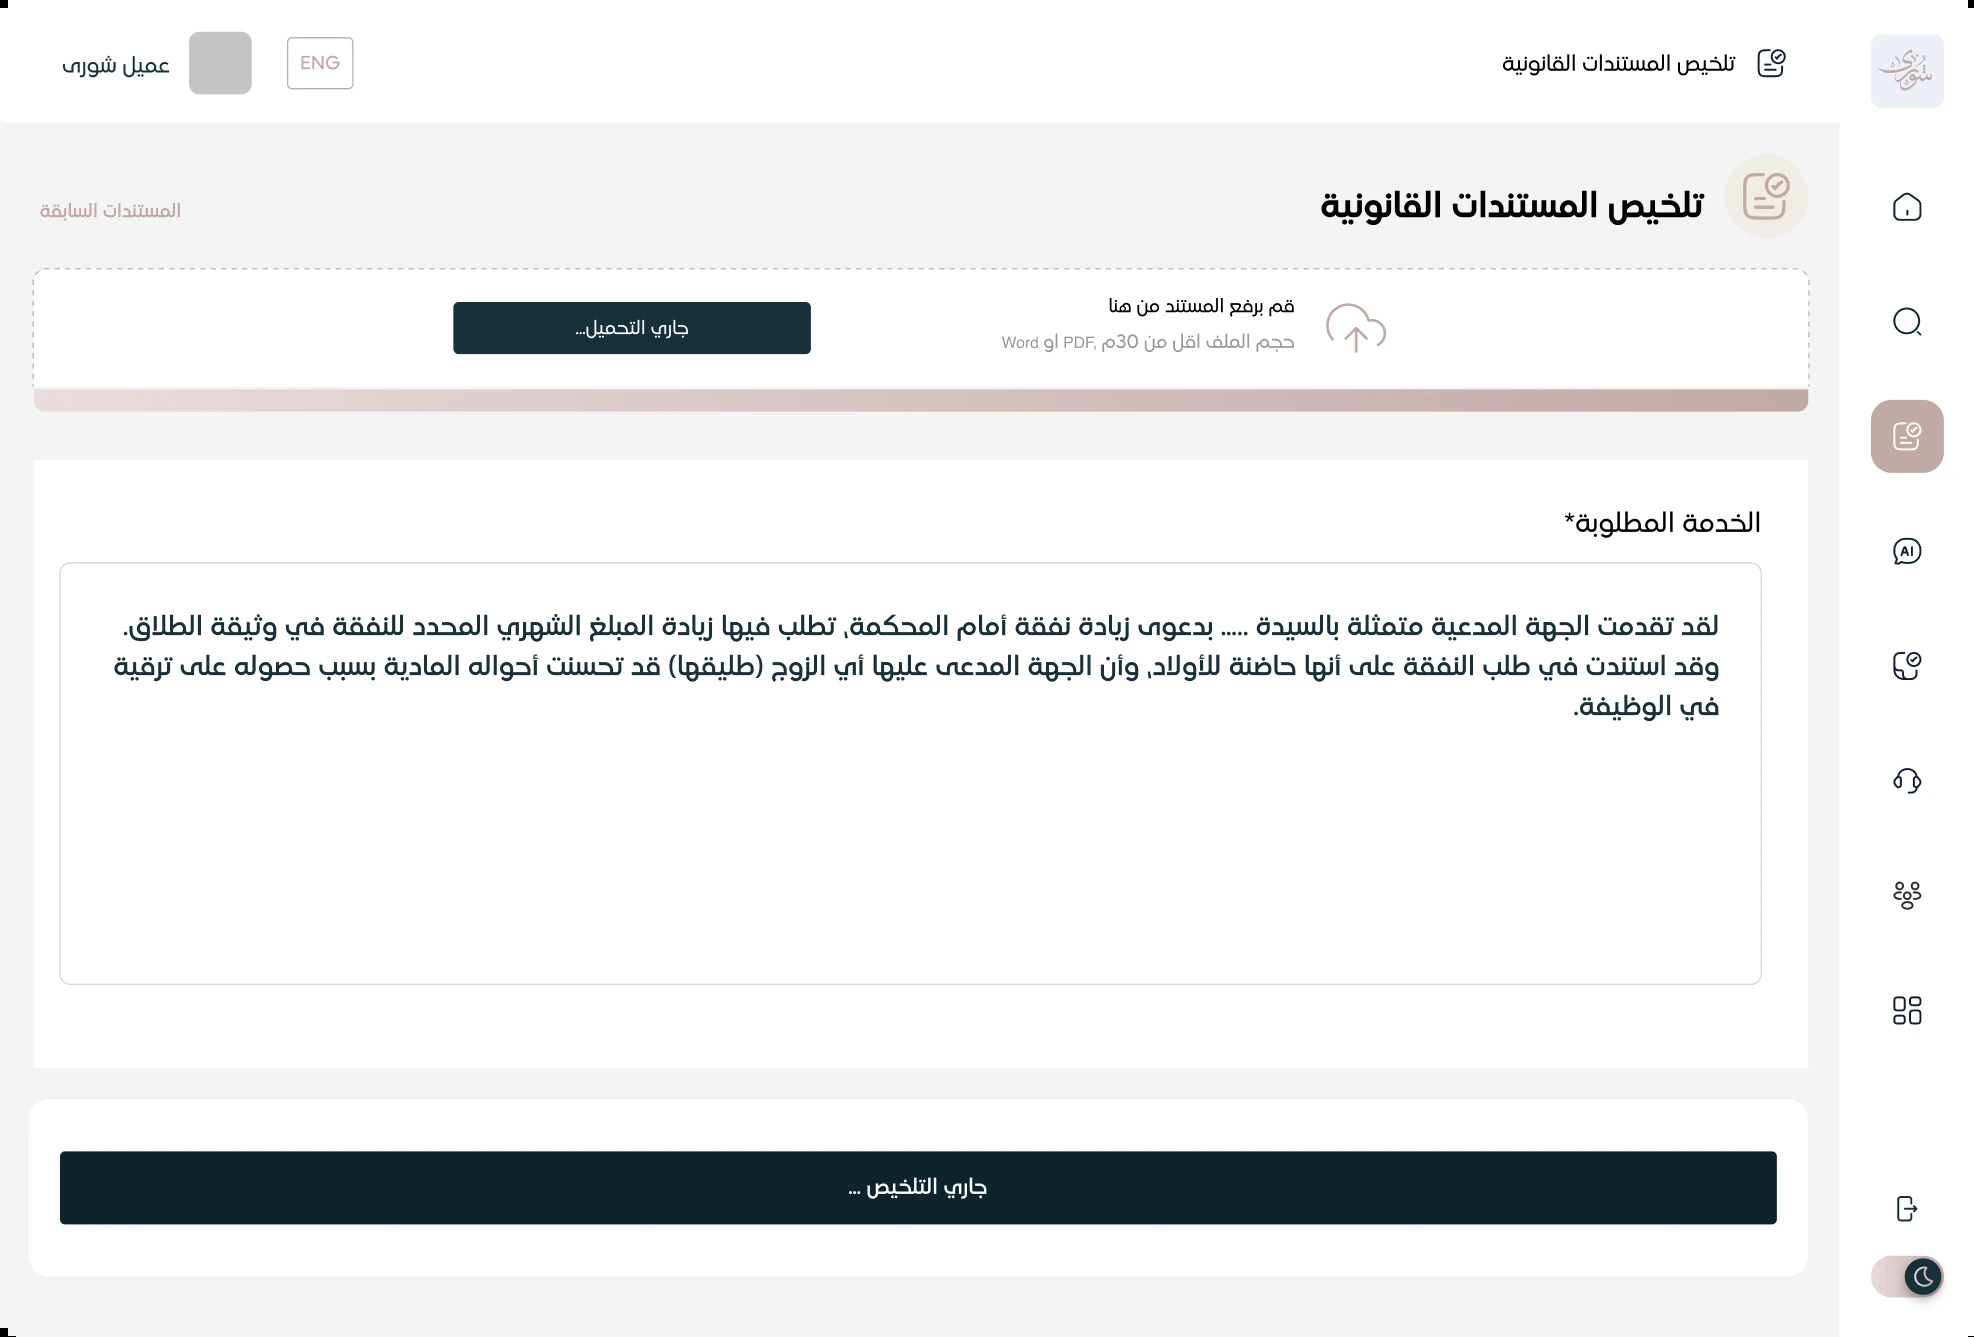 شورى
تلخيص المستندات القانونية
ENG
عميل شورى
تلخيص المستندات القانونية
المستندات السابقة
قم برفع المستند من هنا
حجم الملف اقل من 30م ,PDF او Word
جاري التحميل...
الخدمة المطلوبة*
لقد تقدمت الجهة المدعية متمثلة بالسيدة ..... بدعوى زيادة نفقة أمام المحكمة, تطلب فيها زيادة المبلغ الشهري المحدد للنفقة في وثيقة الطلاق.
وقد استندت في طلب النفقة على أنها حاضنة للأولاد, وأن الجهة المدعى عليها أي الزوج (طليقها) قد تحسنت أحواله المادية بسبب حصوله على ترقية
في الوظيفة.
AI
جاري التلخيص ...